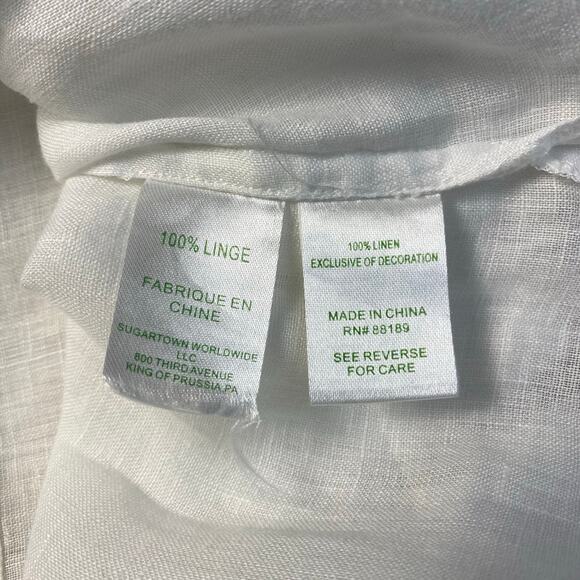 100% LINGE
FABRIQUE EN
CHINE
SUGARTOWN WORLDWIDE
LLC
800 THIRD AVENUE
KING OF PRUSSIA PA
100% LINEN
EXCLUSIVE OF DECORATION
MADE IN CHINA
RN# 88189
SEE REVERSE
FOR CARE